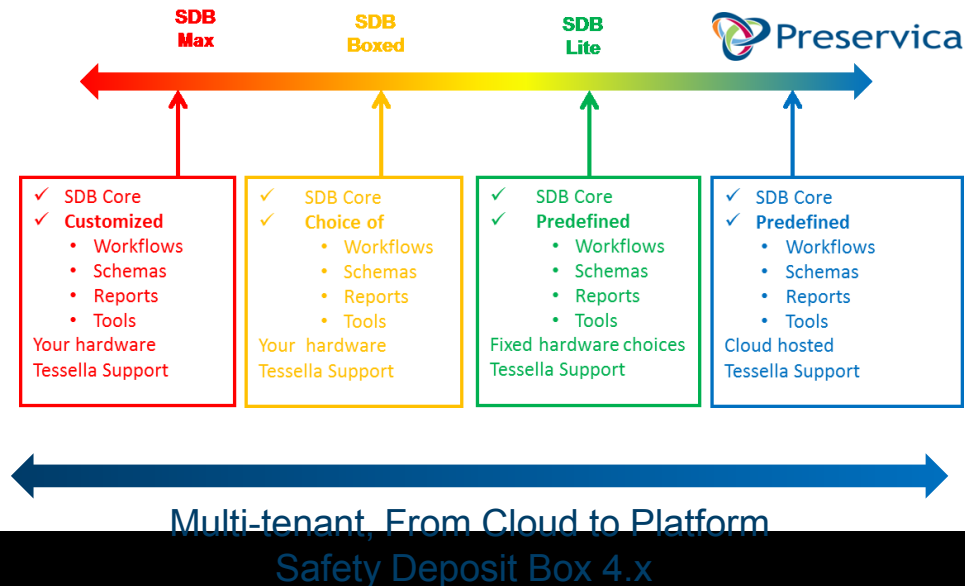 SDB
Max
SDB
Boxed
SDB
Lite
Preservica
✓ SDB Core
✓ Customized
• Workflows
• Schemas
• Reports
• Tools
Your hardware
Tessella Support
✓ SDB Core
✓ Choice of
• Workflows
• Schemas
• Reports
• Tools
Your hardware
Tessella Support
✓ SDB Core
✓ Predefined
• Workflows
• Schemas
• Reports
• Tools
Fixed hardware choices
Tessella Support
✓ SDB Core
✓ Predefined
• Workflows
• Schemas
• Reports
• Tools
Cloud hosted
Tessella Support
Multi-tenant, From Cloud to Platform
Safety Deposit Box 4.x